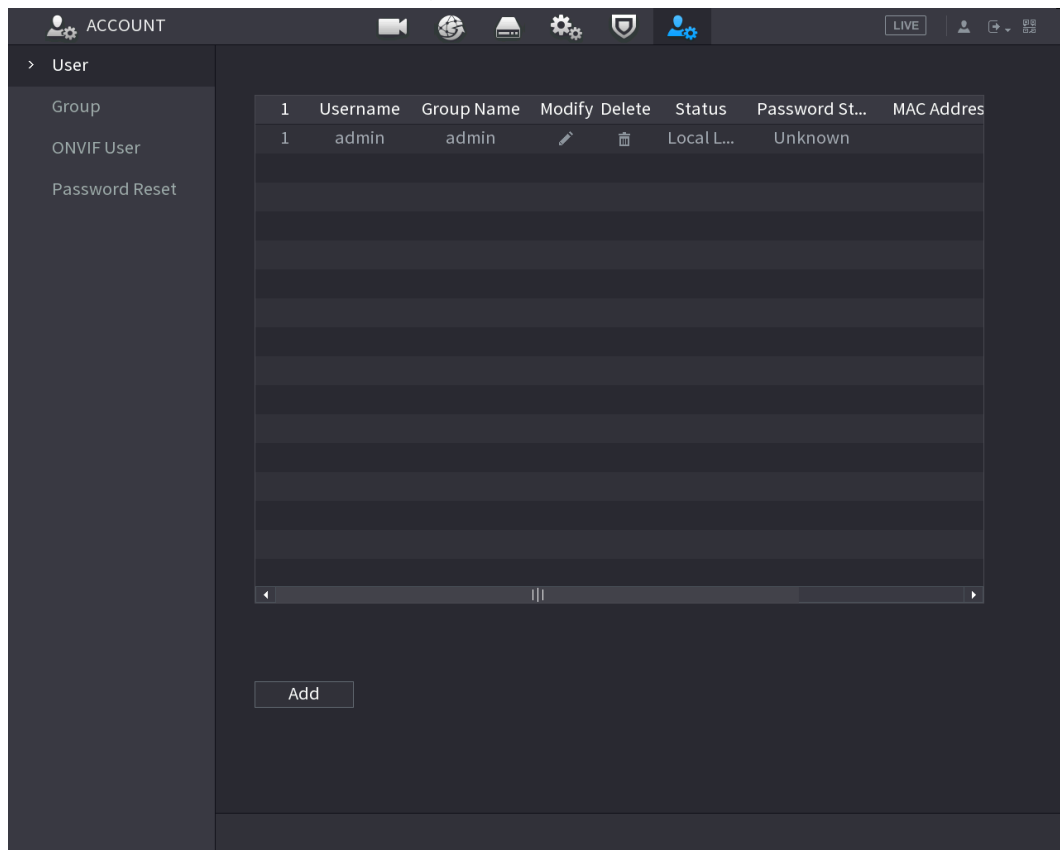 ACCOUNT LIVE
User
Group
ONVIF User
Password Reset
1 Username Group Name Modify Delete Status Password St... MAC Addres
1 admin admin Local L... Unknown
Add